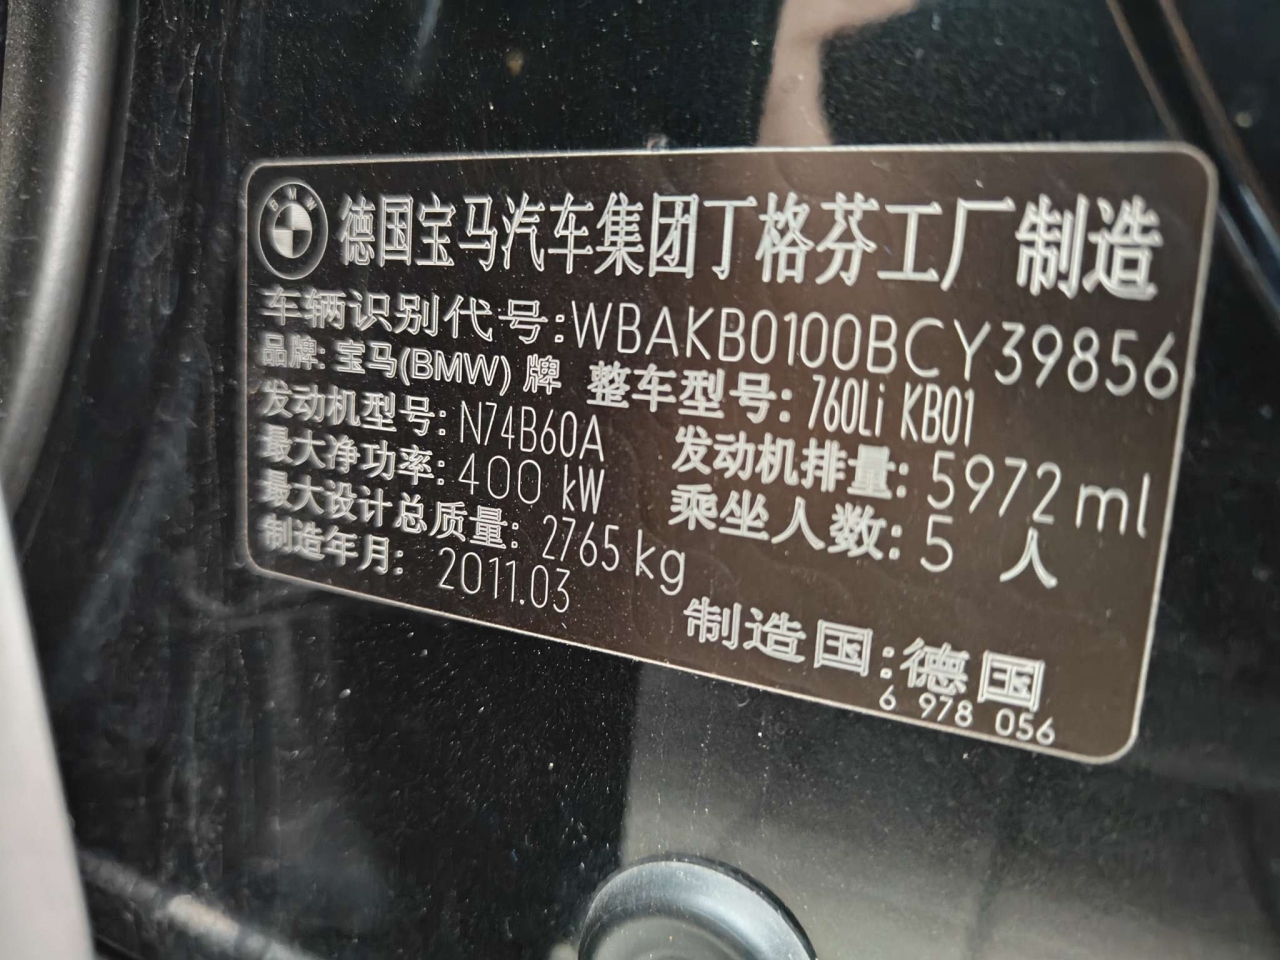 BMW 德国宝马汽车集团丁格芬工厂制造
车辆识别代号:WBAKB0100BCY39856
品牌: 宝马(BMW)牌 整车型号: 760Li KB01
发动机型号: N74B60A 发动机排量: 5972 ml
最大净功率: 400 kW 乘坐人数: 5 人
最大设计总质量: 2765 kg
制造年月: 2011.03
制造国:德国
6 978 056